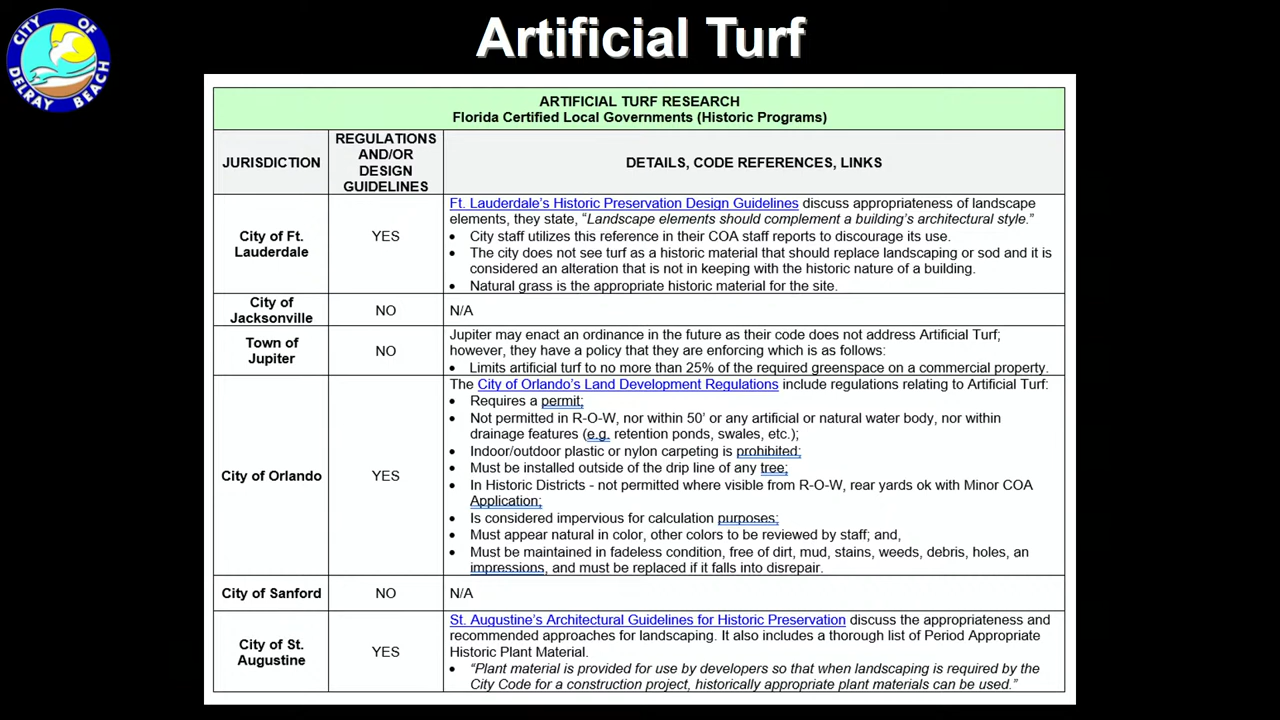 CITY OF
DELRAY BEACH
Artificial Turf
ARTIFICIAL TURF RESEARCH
Florida Certified Local Governments (Historic Programs)
JURISDICTION
REGULATIONS
AND/OR
DESIGN
GUIDELINES
DETAILS, CODE REFERENCES, LINKS
City of Ft.
Lauderdale
YES
Ft. Lauderdale's Historic Preservation Design Guidelines discuss appropriateness of landscape
elements, they state, “Landscape elements should complement a building's architectural style.”
• City staff utilizes this reference in their COA staff reports to discourage its use.
• The city does not see turf as a historic material that should replace landscaping or sod and it is
considered an alteration that is not in keeping with the historic nature of a building.
• Natural grass is the appropriate historic material for the site.
City of
Jacksonville
NO
N/A
Town of
Jupiter
NO
Jupiter may enact an ordinance in the future as their code does not address Artificial Turf;
however, they have a policy that they are enforcing which is as follows:
• Limits artificial turf to no more than 25% of the required greenspace on a commercial property.
City of Orlando
YES
The City of Orlando's Land Development Regulations include regulations relating to Artificial Turf:
• Requires a permit;
• Not permitted in R-O-W, nor within 50' or any artificial or natural water body, nor within
drainage features (e.g. retention ponds, swales, etc.);
• Indoor/outdoor plastic or nylon carpeting is prohibited;
• Must be installed outside of the drip line of any tree;
• In Historic Districts - not permitted where visible from R-O-W, rear yards ok with Minor COA
Application;
• Is considered impervious for calculation purposes;
• Must appear natural in color, other colors to be reviewed by staff; and,
• Must be maintained in fadeless condition, free of dirt, mud, stains, weeds, debris, holes, an
impressions, and must be replaced if it falls into disrepair.
City of Sanford
NO
N/A
City of St.
Augustine
YES
St. Augustine's Architectural Guidelines for Historic Preservation discuss the appropriateness and
recommended approaches for landscaping. It also includes a thorough list of Period Appropriate
Historic Plant Material.
• “Plant material is provided for use by developers so that when landscaping is required by the
City Code for a construction project, historically appropriate plant materials can be used.”